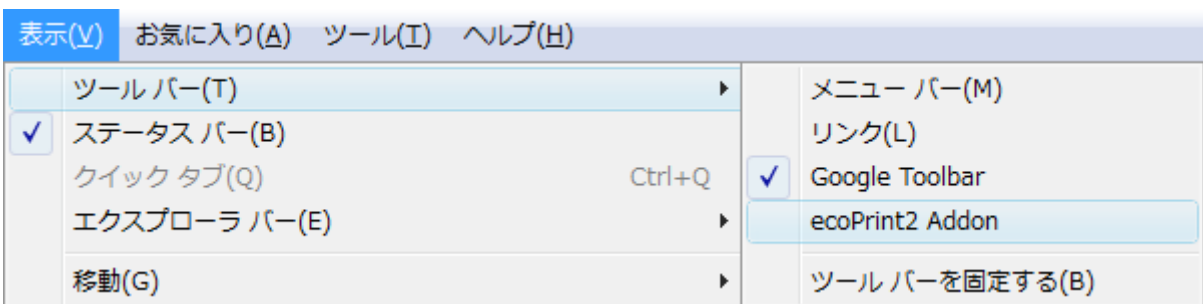 表示(V) お気に入り(A) ツール(T) ヘルプ(H)
ツール バー(T)
ステータス バー(B)
クイック タブ(Q) Ctrl+Q
エクスプローラ バー(E)
移動(G)
メニュー バー(M)
リンク(L)
Google Toolbar
ecoPrint2 Addon
ツール バーを固定する(B)